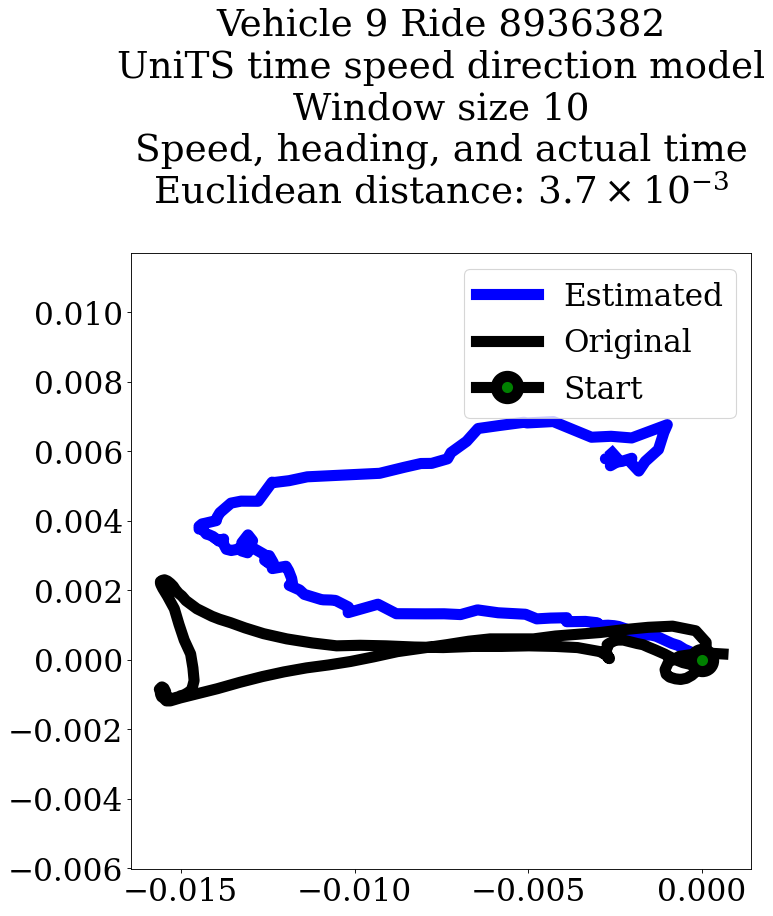 Vehicle 9 Ride 8936382
UniTS time speed direction model
Window size 10
Speed, heading, and actual time
Euclidean distance: 3.7 × 10⁻³
Estimated
Original
Start
0.010
0.008
0.006
0.004
0.002
0.000
−0.002
−0.004
−0.006
−0.015 −0.010 −0.005 0.000